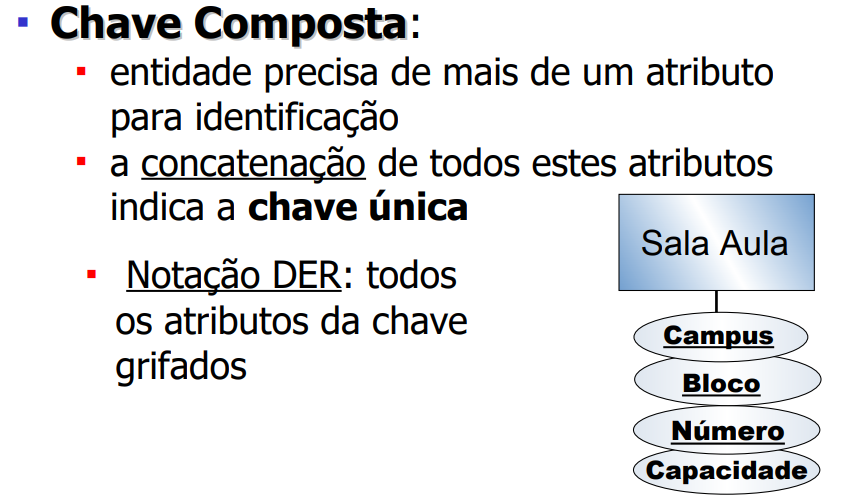 Chave Composta:
entidade precisa de mais de um atributo
para identificação
a concatenação de todos estes atributos
indica a chave única
Notação DER: todos
os atributos da chave
grifados
Sala Aula
Campus
Bloco
Número
Capacidade